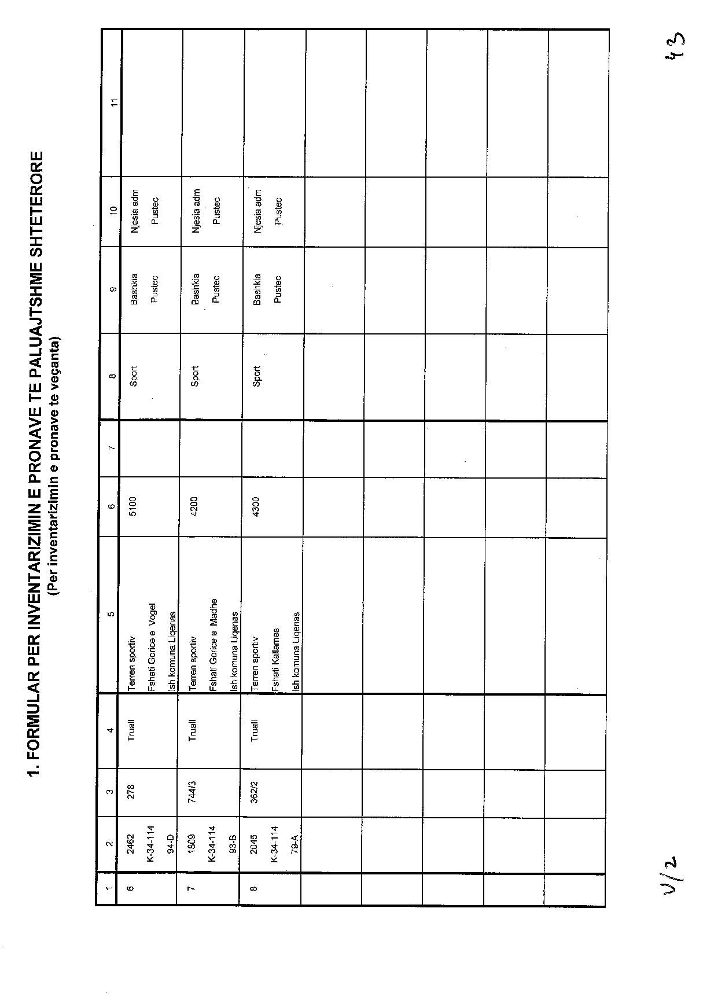 1. FORMULAR PER INVENTARIZIMIN E PRONAVE TE PALUAJTSHME SHTETERORE
(Per inventarizimin e pronave te veçanta)
1 2 3 4 5 6 7 8 9 10 11
6 2462 278 Truall Terren sportiv 5100 Sport Bashkia Njesia adm
K-34-114 Fshati Gorice e Vogel Pustec Pustec
94-D Ish komuna Liqenas
7 1809 744/3 Truall Terren sportiv 4200 Sport Bashkia Njesia adm
K-34-114 Fshati Gorice e Madhe Pustec Pustec
93-B Ish komuna Liqenas
8 2045 362/2 Truall Terren sportiv 4300 Sport Bashkia Njesia adm
K-34-114 Fshati Kallames Pustec Pustec
79-A Ish komuna Liqenas
V/2 43